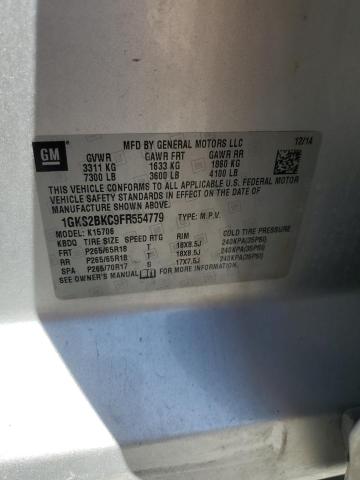 GM
MFD BY GENERAL MOTORS LLC 12/14
GVWR GAWR FRT GAWR RR
3311 KG 1633 KG 1860 KG
7300 LB 3600 LB 4100 LB
THIS VEHICLE CONFORMS TO ALL APPLICABLE U.S. FEDERAL MOTOR
VEHICLE SAFETY STANDARDS IN EFFECT ON THE DATE OF
MANUFACTURE SHOWN ABOVE.
1GKS2BKC9FR554779 TYPE: M.P.V.
MODEL: K15706
KBDQ TIRE SIZE SPEED RTG RIM COLD TIRE PRESSURE
FRT P265/65R18 T 18X8.5J 240KPA(35PSI)
RR P265/65R18 T 18X8.5J 240KPA(35PSI)
SPA P265/70R17 S 17X7.5J 240KPA(35PSI)
SEE OWNER'S MANUAL FOR ADDITIONAL INFORMATION.